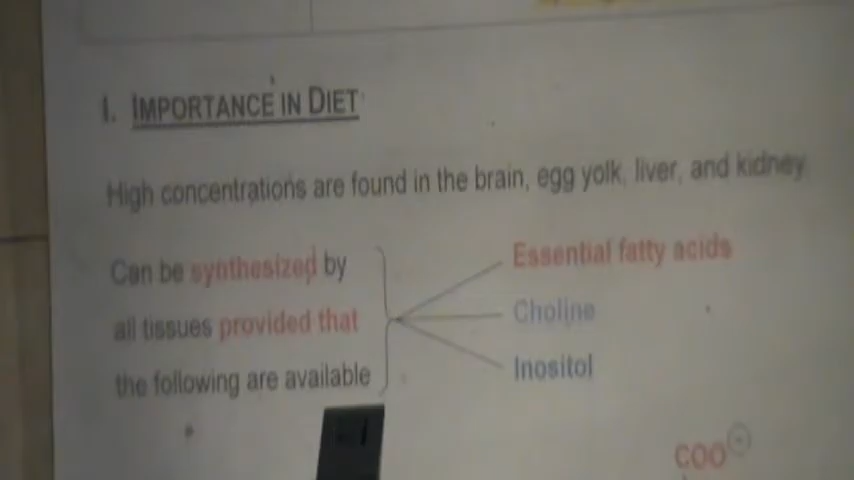 I. IMPORTANCE IN DIET
High concentrations are found in the brain, egg yolk, liver, and kidney
Can be synthesized by
all tissues provided that
the following are available
Essential fatty acids
Choline
Inositol
COO⊖